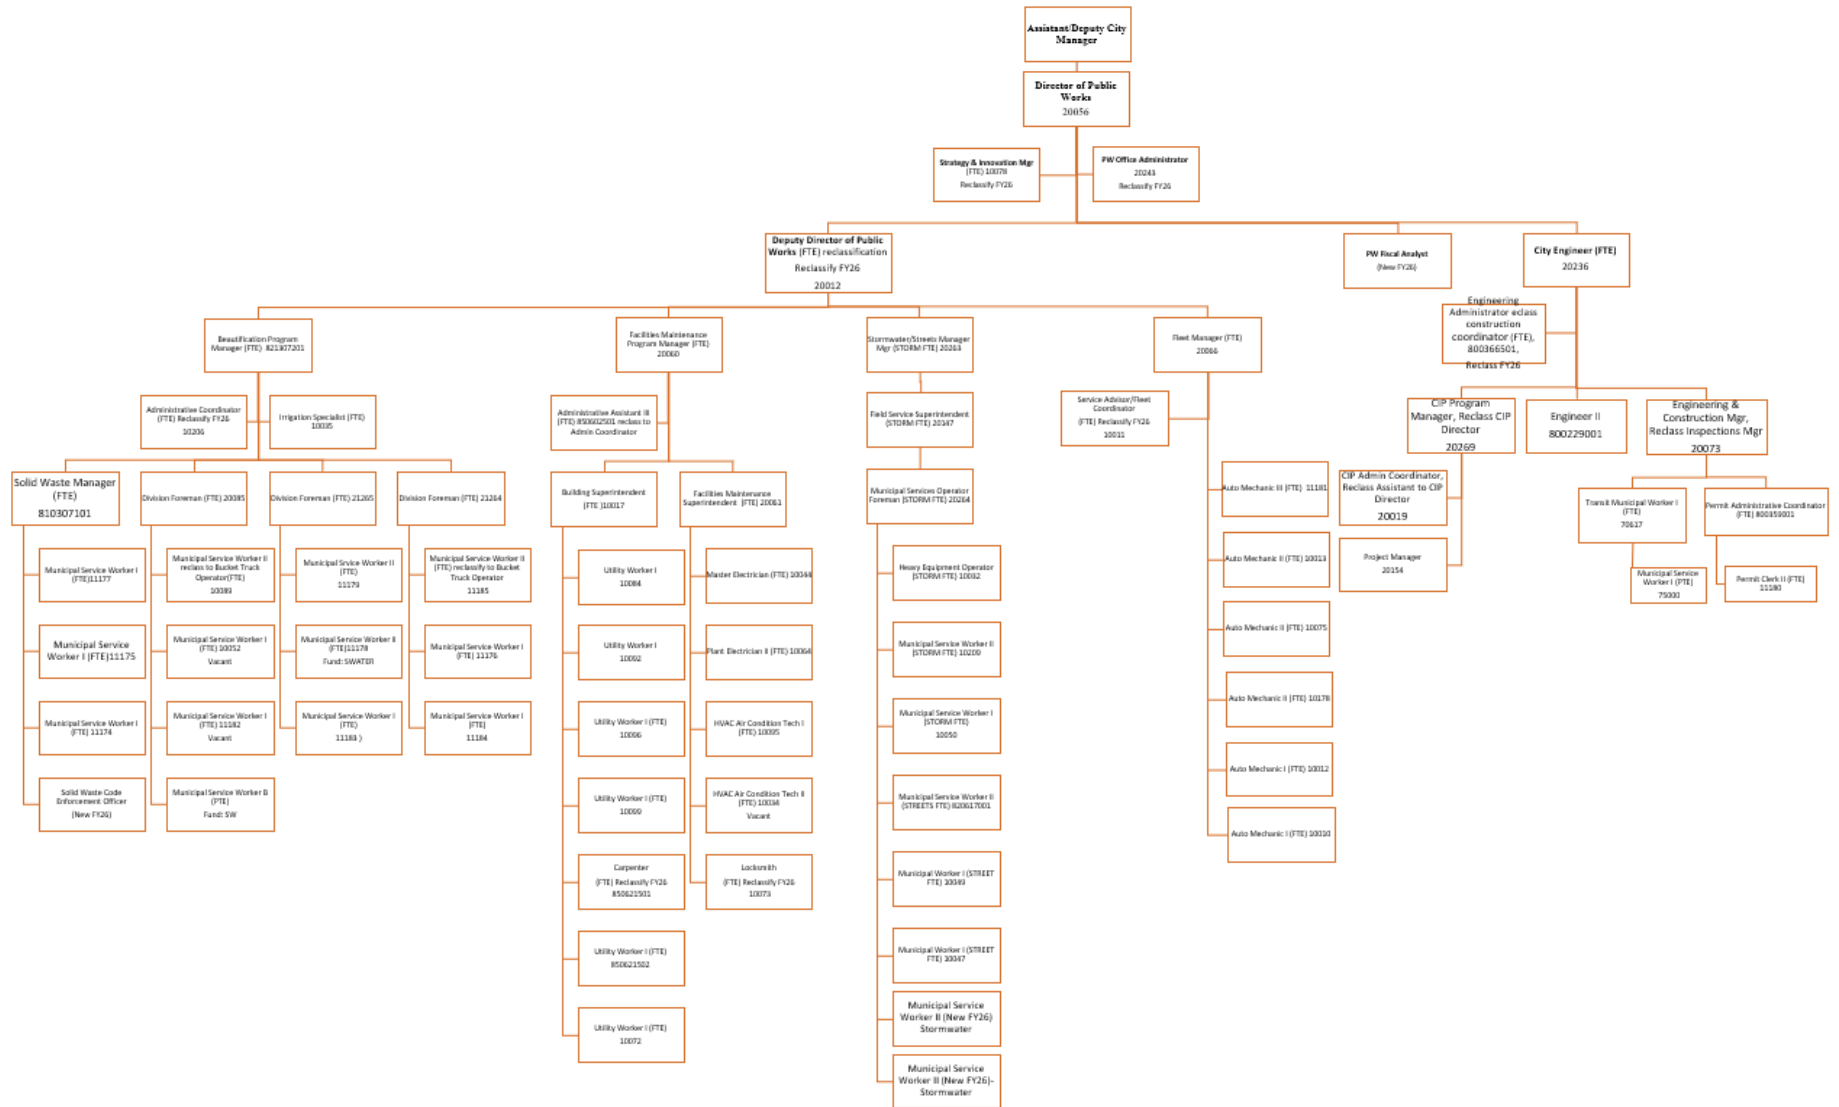 Assistant/Deputy City
Manager
Director of Public
Works
20056
Strategy & Innovation Mgr
(FTE) 10078
Reclassify FY26
PW Office Administrator
20243
Reclassify FY26
Deputy Director of Public
Works (FTE) reclassification
Reclassify FY26
20012
PW Fiscal Analyst
(New FY26)
City Engineer (FTE)
20236
Engineering
Administrator eclass
construction
coordinator (FTE),
800366501,
Reclass FY26
Beautification Program
Manager (FTE) 821307201
Facilities Maintenance
Program Manager (FTE)
20060
Stormwater/Streets Manager
Mgr (STORM FTE) 20263
Fleet Manager (FTE)
20066
Administrative Coordinator
(FTE) Reclassify FY26
10206
Irrigation Specialist (FTE)
10035
Administrative Assistant III
(FTE) 850602501 reclass to
Admin Coordinator
Field Service Superintendent
(STORM FTE) 20147
Service Advisor/Fleet
Coordinator
(FTE) Reclassify FY26
10011
CIP Program
Manager, Reclass CIP
Director
20269
Engineer II
800229001
Engineering &
Construction Mgr,
Reclass Inspections Mgr
20073
Solid Waste Manager
(FTE)
810307101
Division Foreman (FTE) 20085
Division Foreman (FTE) 21265
Division Foreman (FTE) 21264
Building Superintendent
(FTE )10017
Facilities Maintenance
Superintendent (FTE) 20061
Municipal Services Operator
Foreman (STORM FTE) 20264
Auto Mechanic III (FTE) 11181
CIP Admin Coordinator,
Reclass Assistant to CIP
Director
20019
Transit Municipal Worker I
(FTE)
70617
Permit Administrative Coordinator
(FTE) 800359001
Municipal Service Worker I
(FTE)11177
Municipal Service Worker II
reclass to Bucket Truck
Operator(FTE)
10089
Municipal Srvice Worker II
(FTE)
11179
Municipal Service Worker II
(FTE) reclassify to Bucket
Truck Operator
11185
Utility Worker I
10084
Master Electrician (FTE) 10044
Heavy Equipment Operator
(STORM FTE) 10032
Auto Mechanic II (FTE) 10013
Project Manager
20154
Municipal Service
Worker I (PTE)
75000
Permit Clerk II (FTE)
11180
Municipal Service
Worker I (FTE)11175
Municipal Service Worker I
(FTE) 10052
Vacant
Municipal Service Worker II
(FTE)11178
Fund: SWATER
Municipal Service Worker I
(FTE) 11176
Utility Worker I
10092
Plant Electrician II (FTE) 10064
Municipal Service Worker II
(STORM FTE) 10209
Auto Mechanic II (FTE) 10075
Municipal Service Worker I
(FTE) 11174
Municipal Service Worker I
(FTE) 11182
Vacant
Municipal Service Worker I
(FTE)
11183 )
Municipal Service Worker I
(FTE)
11184
Utility Worker I (FTE)
10096
HVAC Air Condition Tech I
(FTE) 10095
Municipal Service Worker I
(STORM FTE)
10050
Auto Mechanic II (FTE) 10178
Solid Waste Code
Enforcement Officer
(New FY26)
Municipal Service Worker
(PTE)
Fund: SW
Utility Worker I (FTE)
10099
HVAC Air Condition Tech II
(FTE) 10034
Vacant
Municipal Service Worker II
(STREETS FTE) 820617001
Auto Mechanic I (FTE) 10012
Auto Mechanic I (FTE) 10010
Carpenter
(FTE) Reclassify FY26
850621501
Locksmith
(FTE) Reclassify FY26
10073
Municipal Worker I (STREET
FTE) 10049
Utility Worker I (FTE)
850621502
Municipal Worker I (STREET
FTE) 10047
Utility Worker I (FTE)
10072
Municipal Service
Worker II (New FY26)
Stormwater
Municipal Service
Worker III (New FY26)-
Stormwater